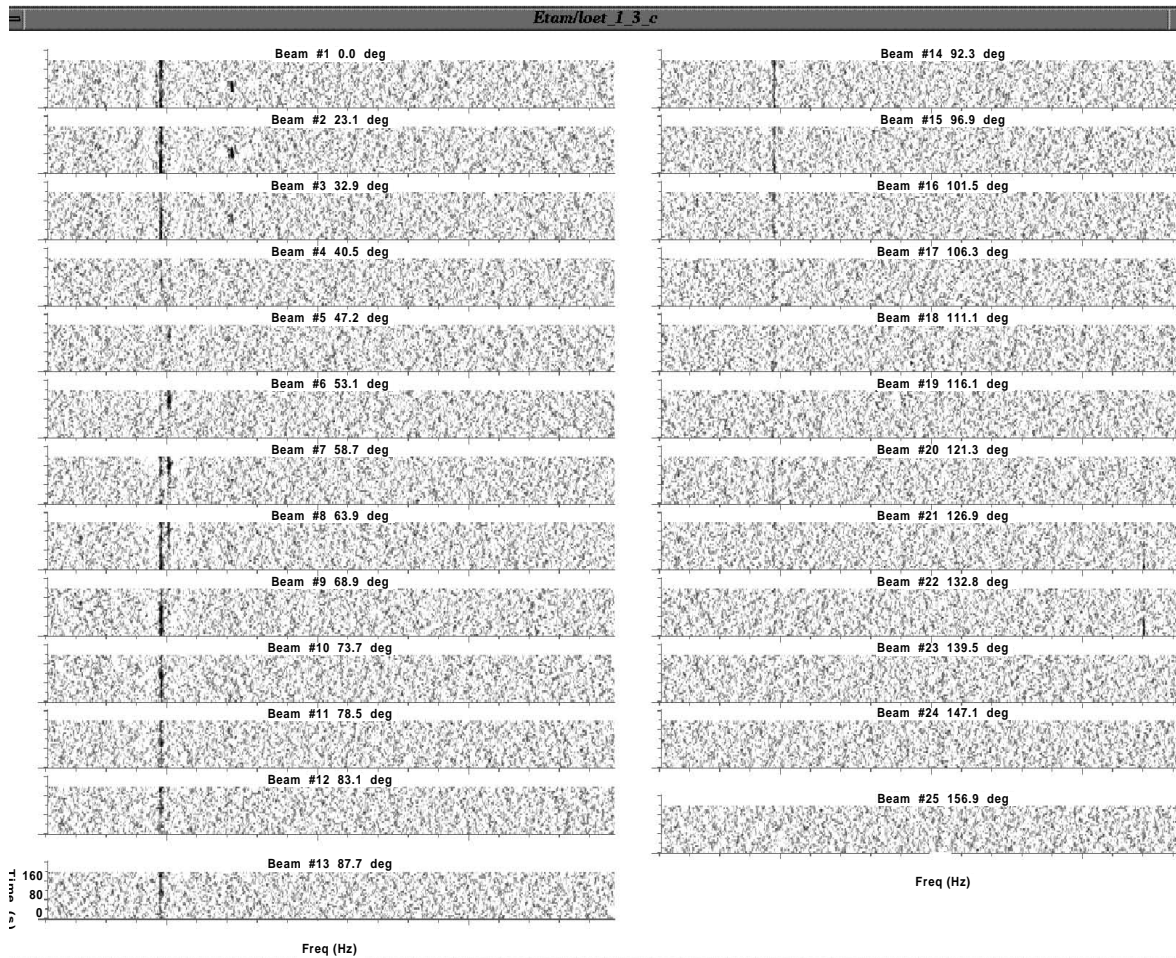 Etam/loet_1_3_c
Beam #1 0.0 deg
Beam #2 23.1 deg
Beam #3 32.9 deg
Beam #4 40.5 deg
Beam #5 47.2 deg
Beam #6 53.1 deg
Beam #7 58.7 deg
Beam #8 63.9 deg
Beam #9 68.9 deg
Beam #10 73.7 deg
Beam #11 78.5 deg
Beam #12 83.1 deg
Beam #13 87.7 deg
Time (s)
160
80
0
Freq (Hz)
Beam #14 92.3 deg
Beam #15 96.9 deg
Beam #16 101.5 deg
Beam #17 106.3 deg
Beam #18 111.1 deg
Beam #19 116.1 deg
Beam #20 121.3 deg
Beam #21 126.9 deg
Beam #22 132.8 deg
Beam #23 139.5 deg
Beam #24 147.1 deg
Beam #25 156.9 deg
Freq (Hz)